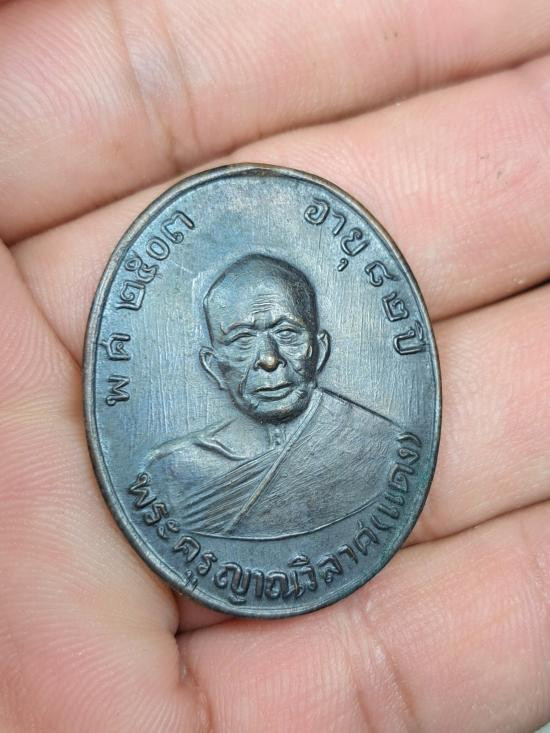 พ ศ ๒๕๐๓
อายุ ๘๒ ปี
พระครูญาณวิลาศ(แดง)